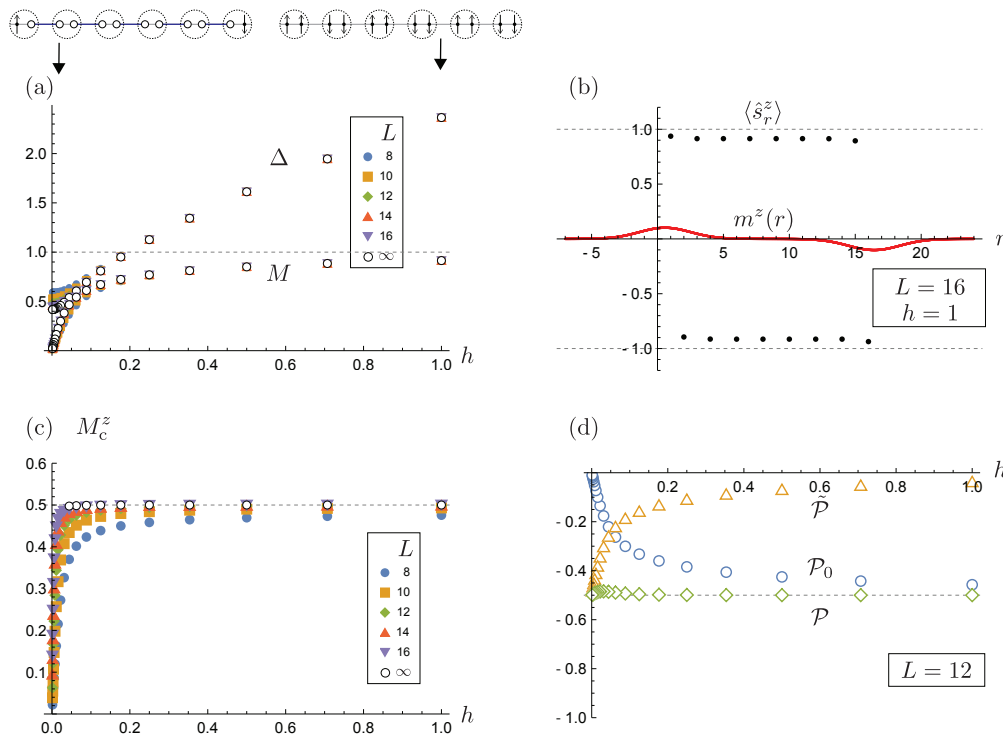 (a)
2.0
1.5
1.0
0.5
0.2 0.4 0.6 0.8 1.0 h
Δ
M
L
8
10
12
14
16
∞
(b)
⟨ŝ_r^z⟩
1.0
0.5
m^z(r)
-5 5 10 15 20 r
-0.5
-1.0
L = 16
h = 1
(c) M_c^z
0.6
0.5
0.4
0.3
0.2
0.1
0.0 0.2 0.4 0.6 0.8 1.0 h
L
8
10
12
14
16
∞
(d)
0.2 0.4 0.6 0.8 1.0 h
-0.2
-0.4
-0.6
-0.8
-1.0
𝒫̃
𝒫_0
𝒫
L = 12